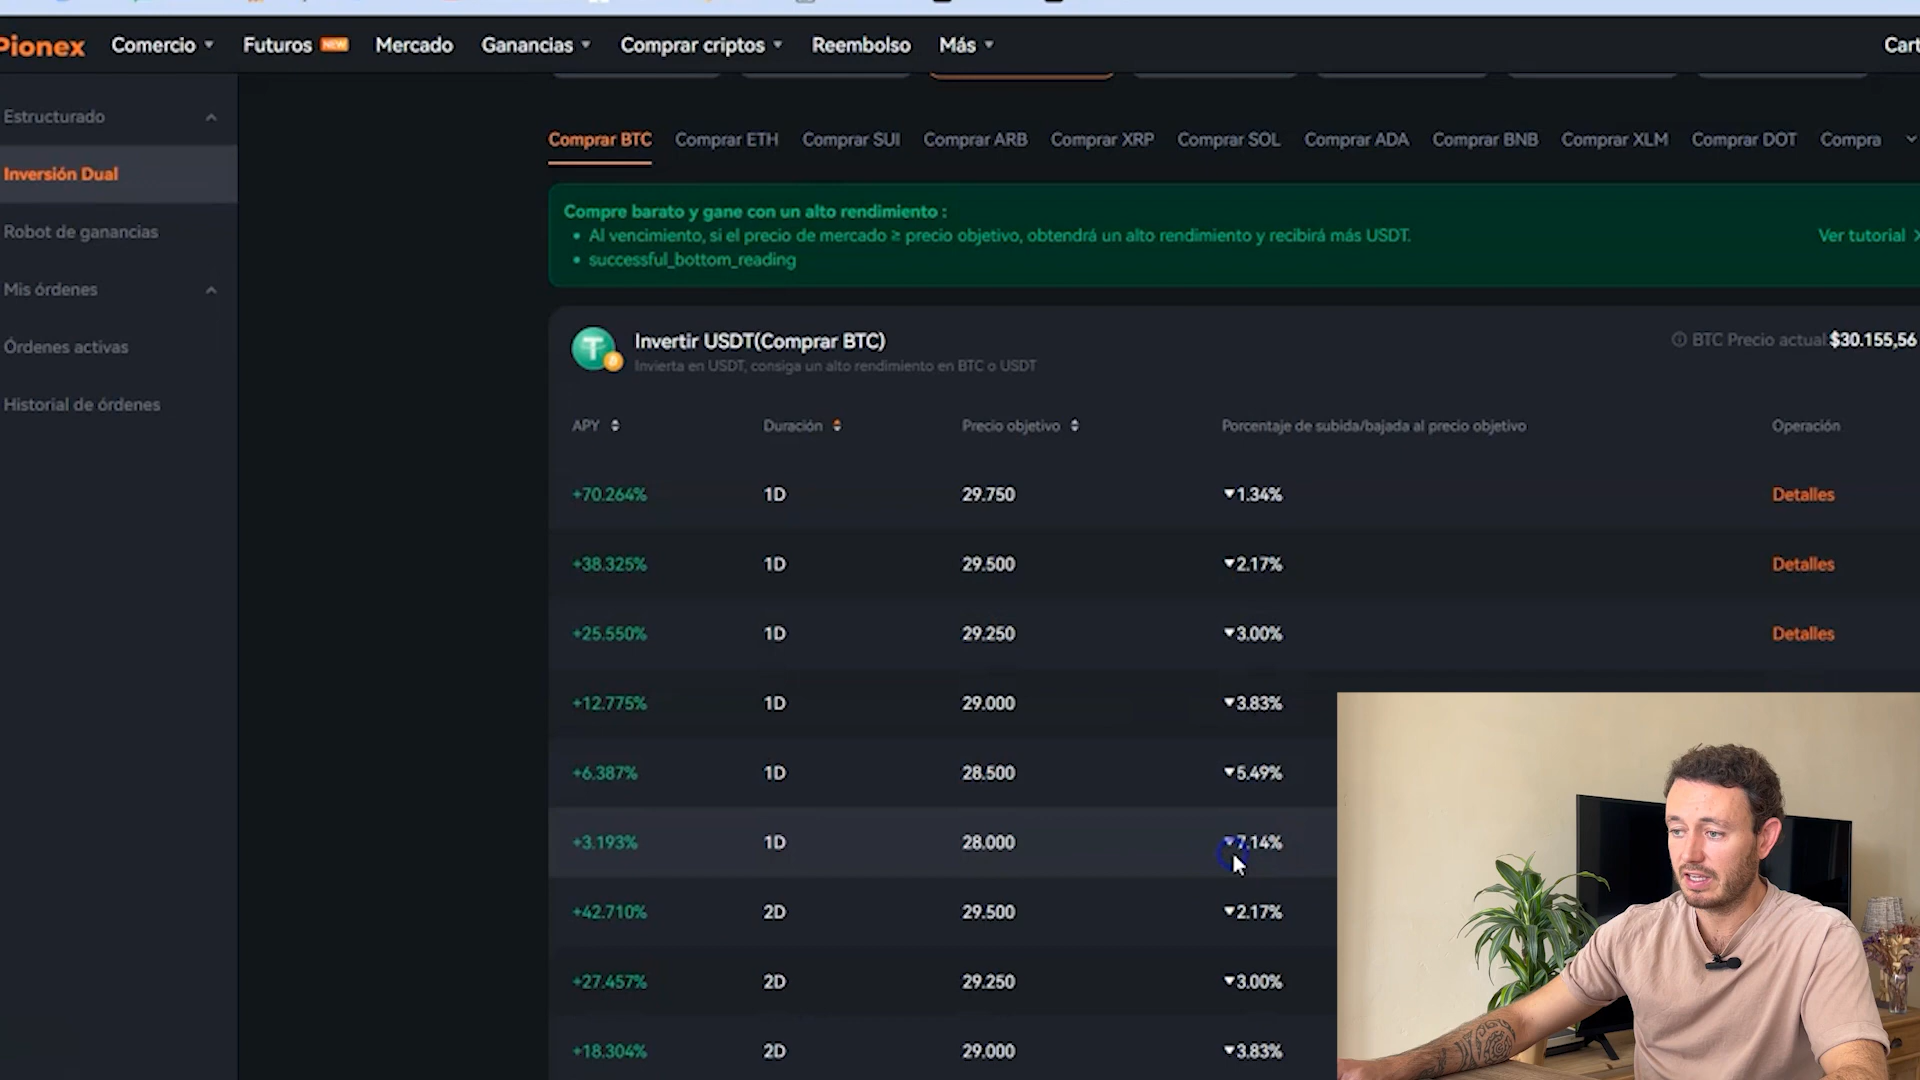 Pionex Comercio Futuros NEW Mercado Ganancias Comprar criptos Reembolso Más Cart
Estructurado
Inversión Dual
Robot de ganancias
Mis órdenes
Órdenes activas
Historial de órdenes
Comprar BTC Comprar ETH Comprar SUI Comprar ARB Comprar XRP Comprar SOL Comprar ADA Comprar BNB Comprar XLM Comprar DOT Compra
Compre barato y gane con un alto rendimiento :
• Al vencimiento, si el precio de mercado ≥ precio objetivo, obtendrá un alto rendimiento y recibirá más USDT.
• successful_bottom_reading
Ver tutorial >
Invertir USDT(Comprar BTC)
Invierta en USDT, consiga un alto rendimiento en BTC o USDT
BTC Precio actual $30.155,56
APY Duración Precio objetivo Porcentaje de subida/bajada al precio objetivo Operación
+70.264% 1D 29.750 ▼1.34% Detalles
+38.325% 1D 29.500 ▼2.17% Detalles
+25.550% 1D 29.250 ▼3.00% Detalles
+12.775% 1D 29.000 ▼3.83%
+6.387% 1D 28.500 ▼5.49%
+3.193% 1D 28.000 ▼7.14%
+42.710% 2D 29.500 ▼2.17%
+27.457% 2D 29.250 ▼3.00%
+18.304% 2D 29.000 ▼3.83%